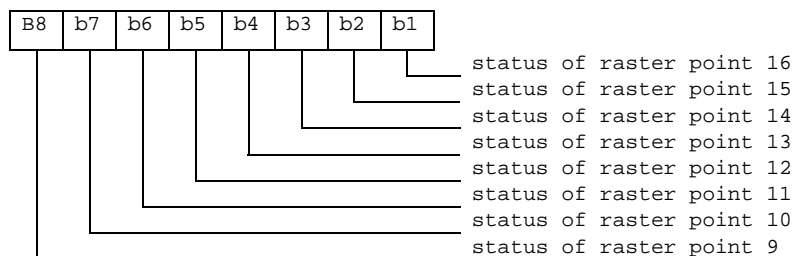 B8 b7 b6 b5 b4 b3 b2 b1
status of raster point 16
status of raster point 15
status of raster point 14
status of raster point 13
status of raster point 12
status of raster point 11
status of raster point 10
status of raster point 9